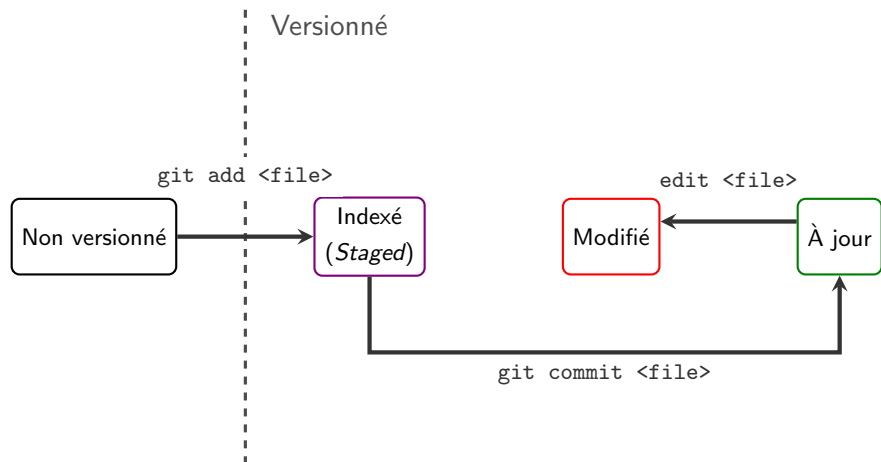 Versionné
git add <file>
edit <file>
Non versionné
Indexé
(Staged)
Modifié
À jour
git commit <file>